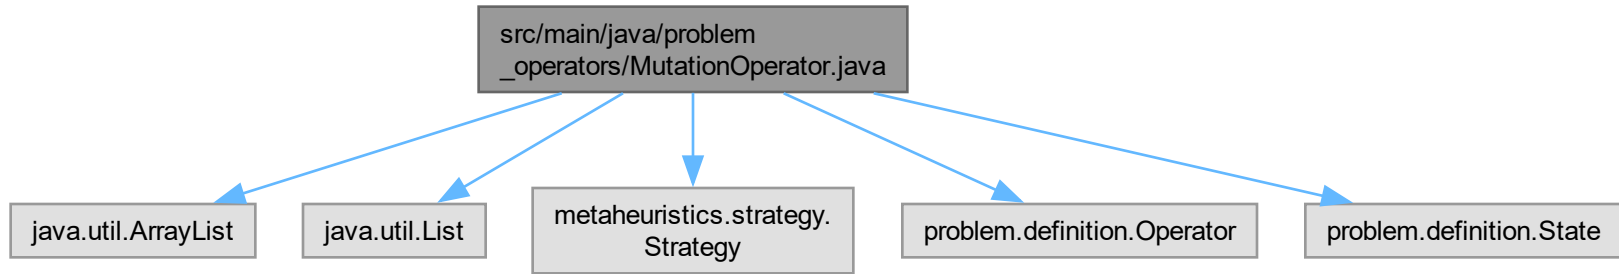 src/main/java/problem
_operators/MutationOperator.java
java.util.ArrayList
java.util.List
metaheuristics.strategy.
Strategy
problem.definition.Operator
problem.definition.State